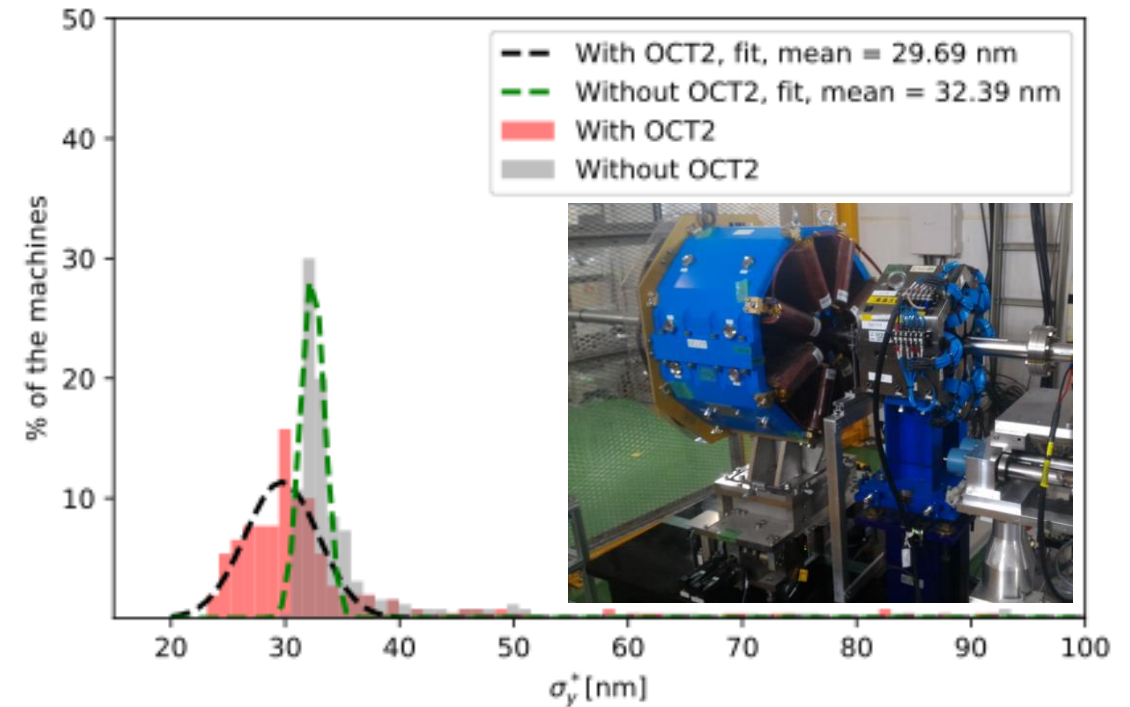 50
40
30
20
10
% of the machines
With OCT2, fit, mean = 29.69 nm
Without OCT2, fit, mean = 32.39 nm
With OCT2
Without OCT2
20 30 40 50 60 70 80 90 100
σ*y [nm]